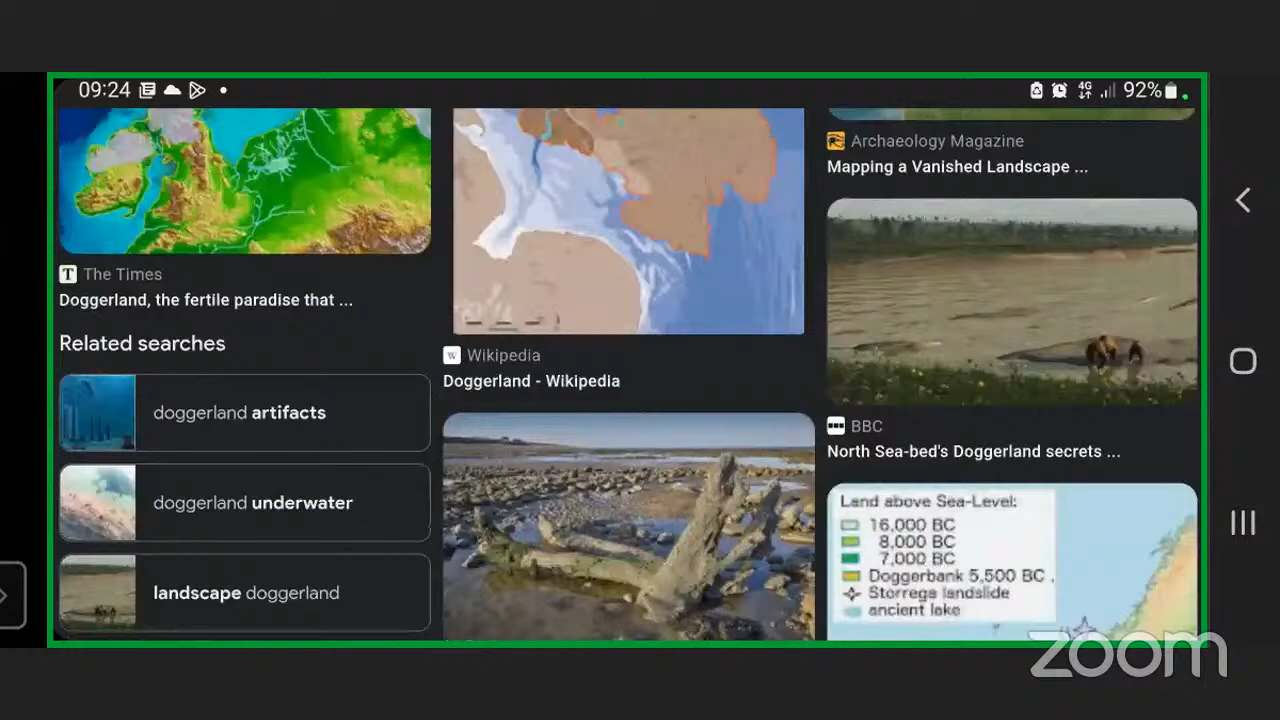 09:24
4G
92%
T The Times
Doggerland, the fertile paradise that ...
Related searches
doggerland artifacts
doggerland underwater
landscape doggerland
W Wikipedia
Doggerland - Wikipedia
Archaeology Magazine
Mapping a Vanished Landscape ...
BBC
North Sea-bed's Doggerland secrets ...
Land above Sea-Level:
16,000 BC
8,000 BC
7,000 BC
Doggerbank 5,500 BC .
Storrega landslide
ancient lake
zoom